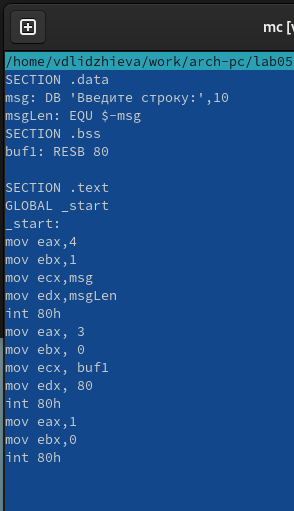 mc [v
/home/vdlidzhieva/work/arch-pc/lab05
SECTION .data
msg: DB 'Введите строку:',10
msgLen: EQU $-msg
SECTION .bss
buf1: RESB 80
SECTION .text
GLOBAL _start
_start:
mov eax,4
mov ebx,1
mov ecx,msg
mov edx,msgLen
int 80h
mov eax, 3
mov ebx, 0
mov ecx, buf1
mov edx, 80
int 80h
mov eax,1
mov ebx,0
int 80h